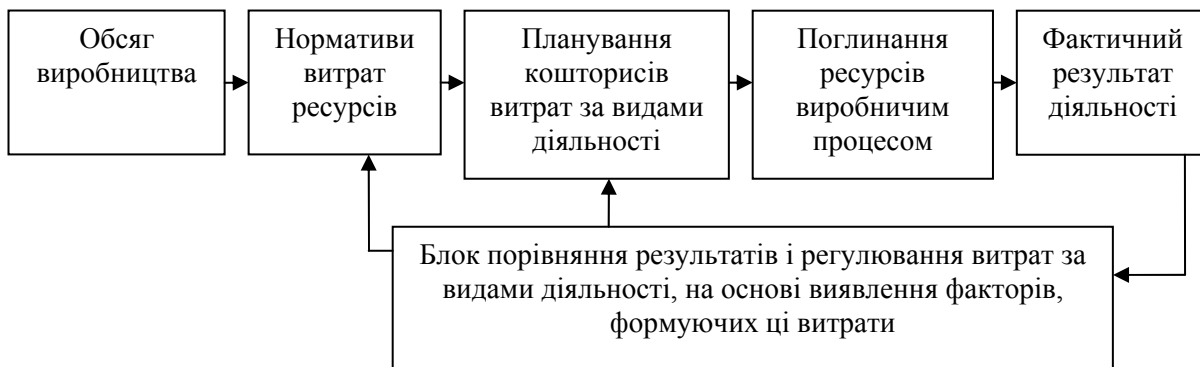 Обсяг
виробництва
Нормативи
витрат
ресурсів
Планування
кошторисів
витрат за видами
діяльності
Поглинання
ресурсів
виробничим
процесом
Фактичний
результат
діяльності
Блок порівняння результатів і регулювання витрат за
видами діяльності, на основі виявлення факторів,
формуючих ці витрати